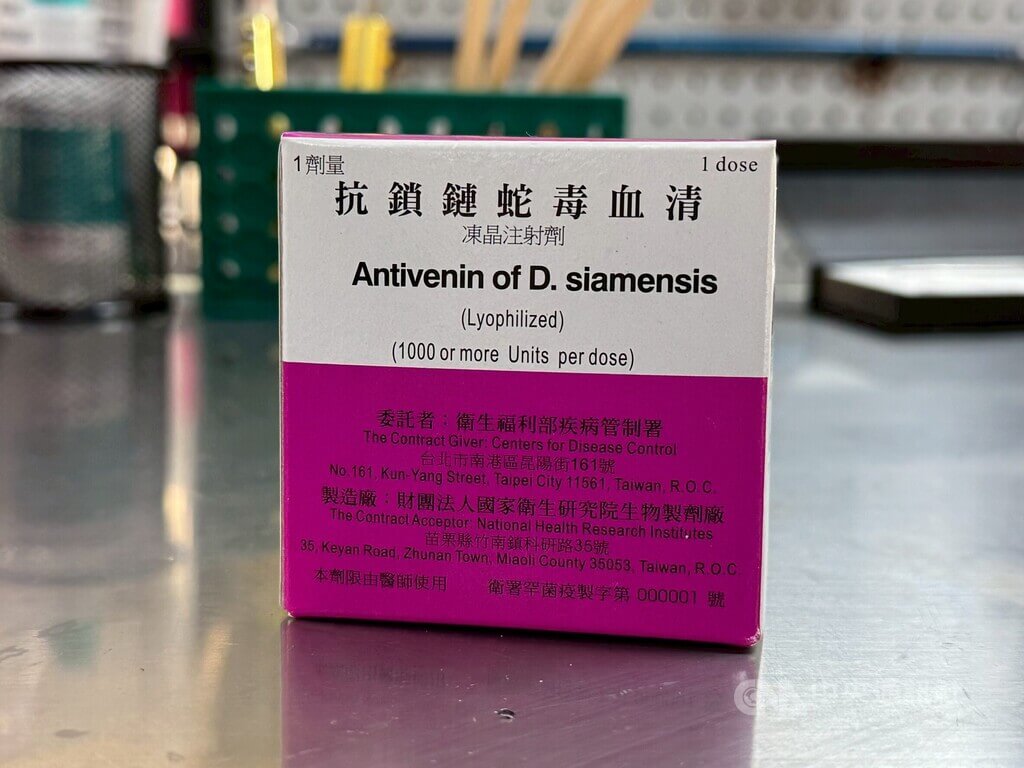 1劑量
1 dose
抗鎖鏈蛇毒血清
凍晶注射劑
Antivenin of D. siamensis
(Lyophilized)
(1000 or more Units per dose)
委託者：衛生福利部疾病管制署
The Contract Giver: Centers for Disease Control
台北市南港區昆陽街161號
No.161, Kun-Yang Street, Taipei City 11561, Taiwan, R.O.C.
製造廠：財團法人國家衛生研究院生物製劑廠
The Contract Acceptor: National Health Research Institutes
苗栗縣竹南鎮科研路35號
35, Keyan Road, Zhunan Town, Miaoli County 35053, Taiwan, R.O.C.
本劑限由醫師使用 衛署罕菌疫製字第 000001 號